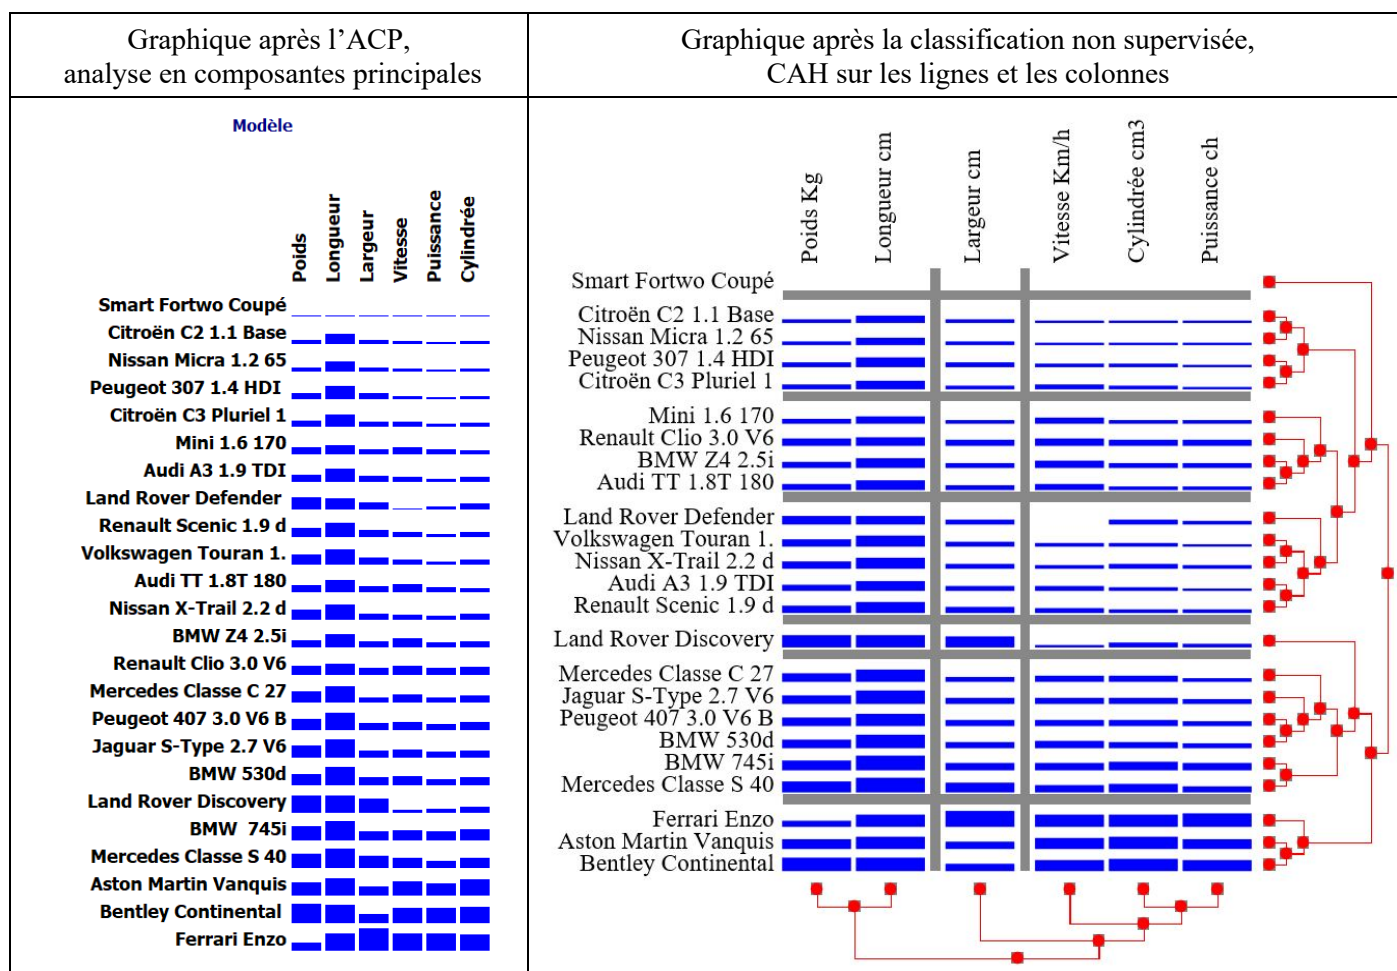 Graphique après l’ACP,
analyse en composantes principales
Graphique après la classification non supervisée,
CAH sur les lignes et les colonnes
Modèle
Poids
Longueur
Largeur
Vitesse
Puissance
Cylindrée
Smart Fortwo Coupé
Citroën C2 1.1 Base
Nissan Micra 1.2 65
Peugeot 307 1.4 HDI
Citroën C3 Pluriel 1
Mini 1.6 170
Audi A3 1.9 TDI
Land Rover Defender
Renault Scenic 1.9 d
Volkswagen Touran 1.
Audi TT 1.8T 180
Nissan X-Trail 2.2 d
BMW Z4 2.5i
Renault Clio 3.0 V6
Mercedes Classe C 27
Peugeot 407 3.0 V6 B
Jaguar S-Type 2.7 V6
BMW 530d
Land Rover Discovery
BMW 745i
Mercedes Classe S 40
Aston Martin Vanquis
Bentley Continental
Ferrari Enzo
Poids Kg
Longueur cm
Largeur cm
Vitesse Km/h
Cylindrée cm3
Puissance ch
Smart Fortwo Coupé
Citroën C2 1.1 Base
Nissan Micra 1.2 65
Peugeot 307 1.4 HDI
Citroën C3 Pluriel 1
Mini 1.6 170
Renault Clio 3.0 V6
BMW Z4 2.5i
Audi TT 1.8T 180
Land Rover Defender
Volkswagen Touran 1.
Nissan X-Trail 2.2 d
Audi A3 1.9 TDI
Renault Scenic 1.9 d
Land Rover Discovery
Mercedes Classe C 27
Jaguar S-Type 2.7 V6
Peugeot 407 3.0 V6 B
BMW 530d
BMW 745i
Mercedes Classe S 40
Ferrari Enzo
Aston Martin Vanquis
Bentley Continental